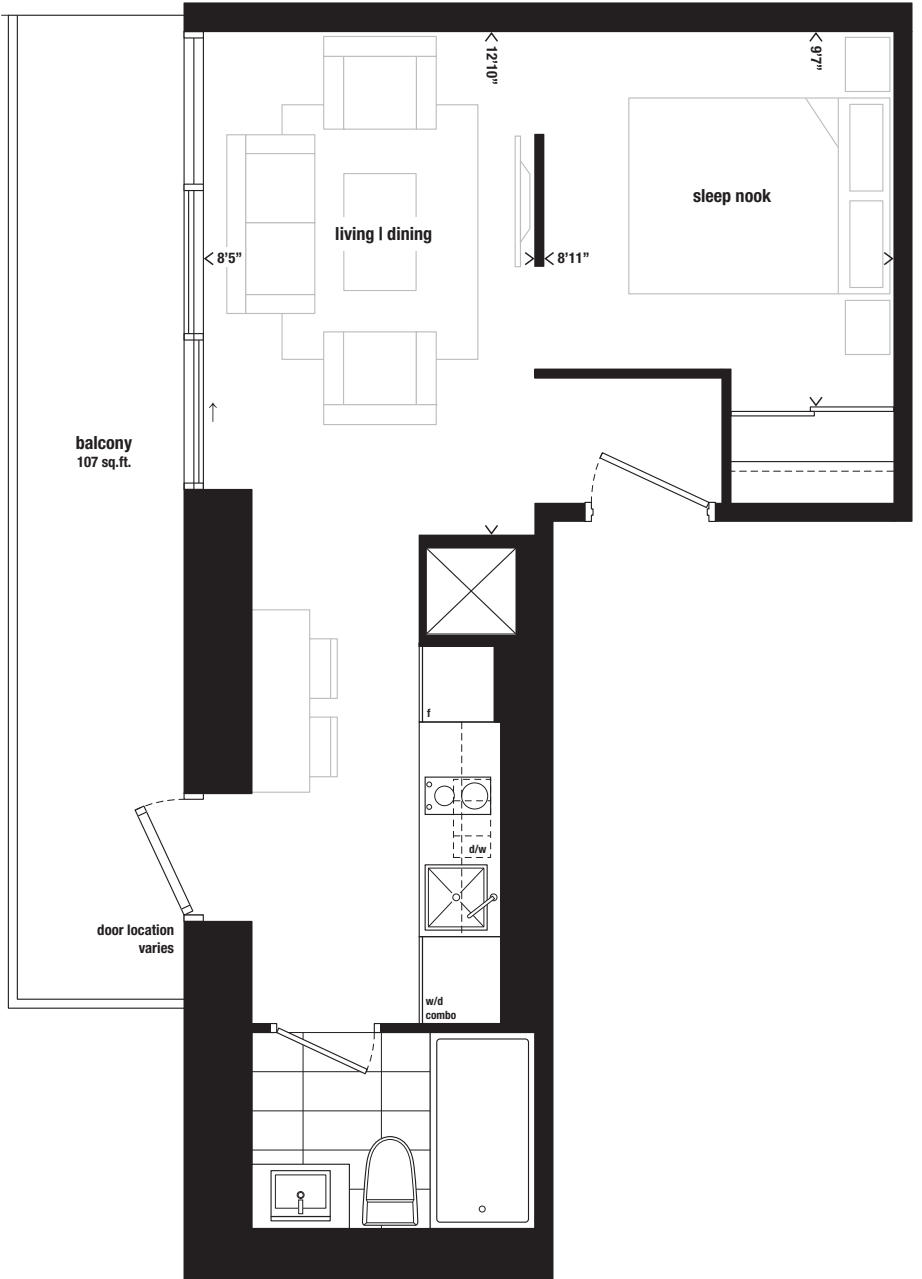 12'10"
9'7"
sleep nook
living | dining
8'5"
8'11"
balcony
107 sq.ft.
f
d/w
door location
varies
w/d
combo